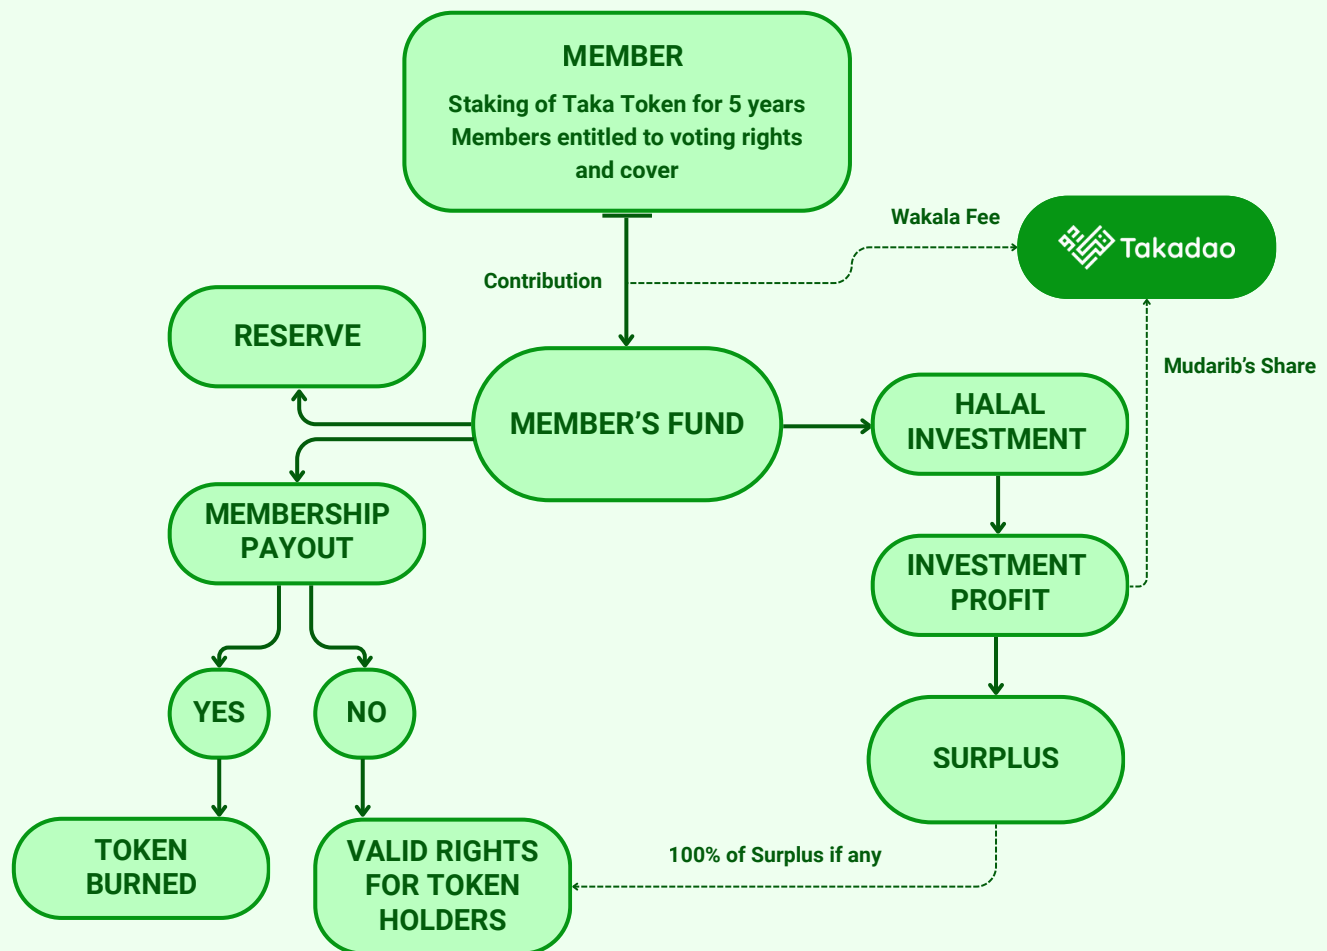 MEMBER
Staking of Taka Token for 5 years
Members entitled to voting rights
and cover
Wakala Fee
Takadao
Contribution
RESERVE
Mudarib’s Share
MEMBER’S FUND
HALAL
INVESTMENT
MEMBERSHIP
PAYOUT
INVESTMENT
PROFIT
YES
NO
SURPLUS
TOKEN
BURNED
VALID RIGHTS
FOR TOKEN
HOLDERS
100% of Surplus if any